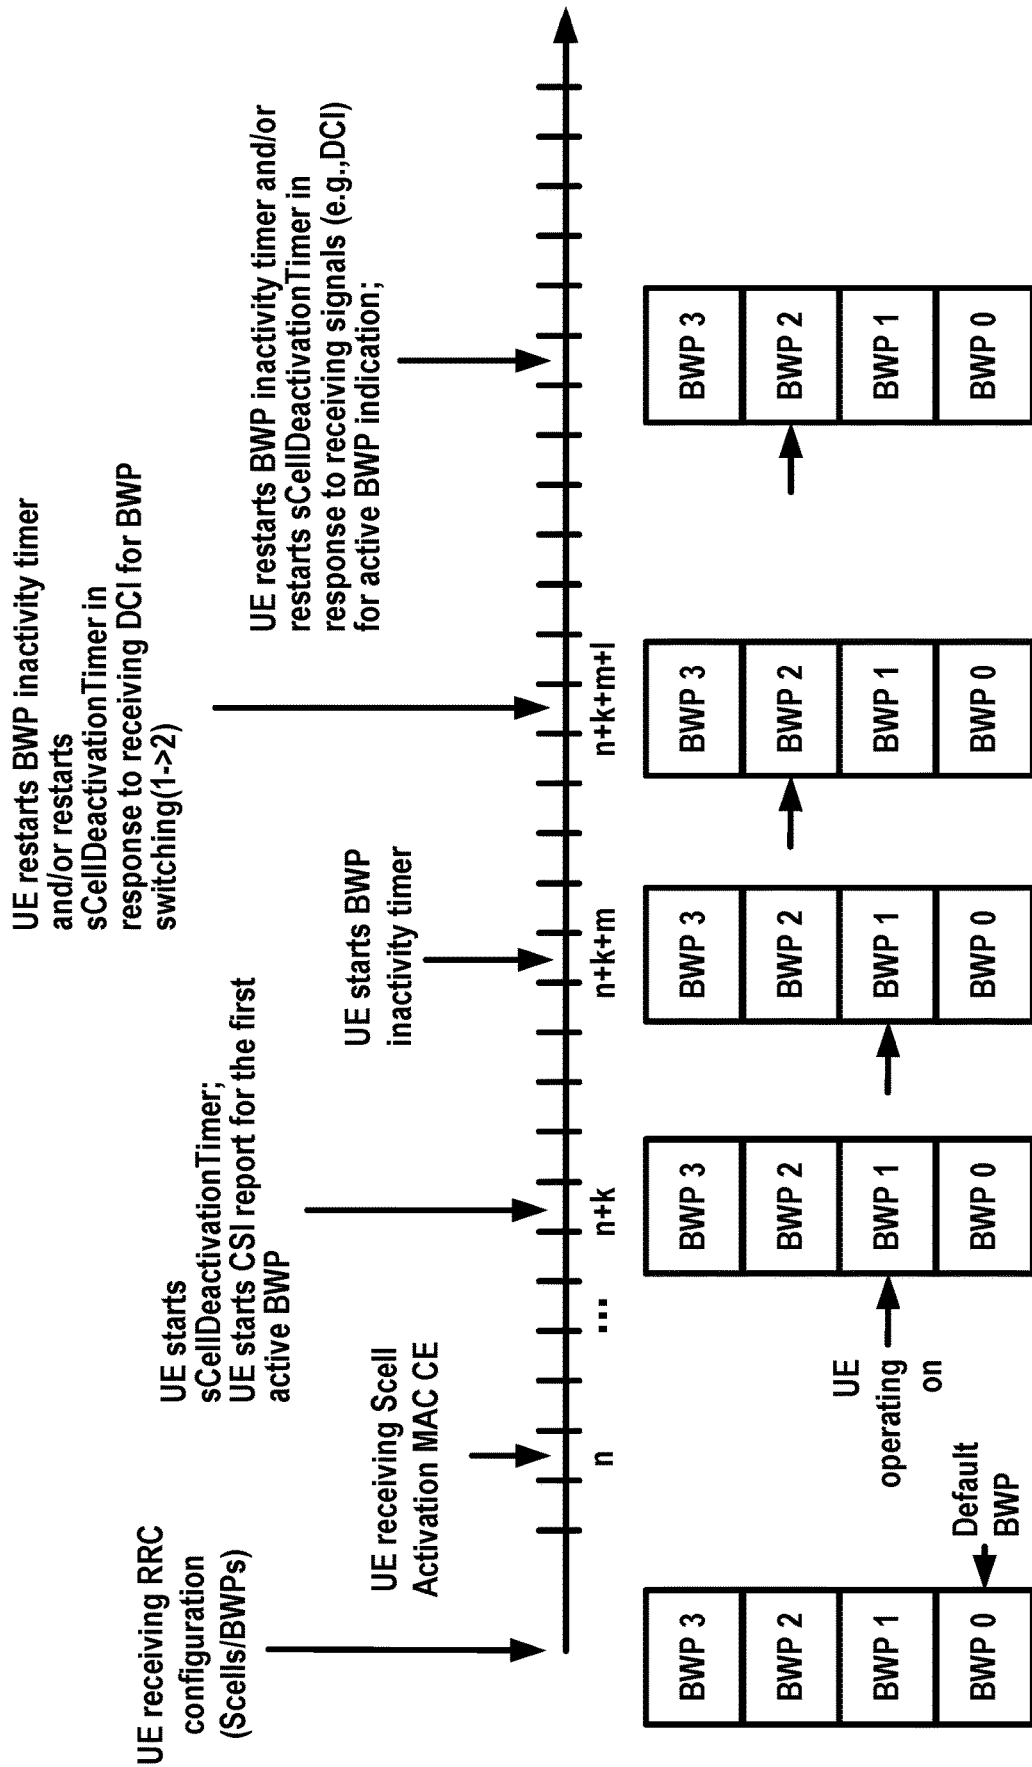 UE receiving RRC
configuration
(Scells/BWPs)
UE receiving Scell
Activation MAC CE
UE starts
sCellDeactivationTimer;
UE starts CSI report for the first
active BWP
UE starts BWP
inactivity timer
UE restarts BWP inactivity timer
and/or restarts
sCellDeactivationTimer in
response to receiving DCI for BWP
switching(1->2)
UE restarts BWP inactivity timer and/or
restarts sCellDeactivationTimer in
response to receiving signals (e.g.,DCI)
for active BWP indication;
n
...
n+k
n+k+m
n+k+m+l
BWP 3
BWP 2
BWP 1
BWP 0
Default
BWP
UE
operating
on
BWP 3
BWP 2
BWP 1
BWP 0
BWP 3
BWP 2
BWP 1
BWP 0
BWP 3
BWP 2
BWP 1
BWP 0
BWP 3
BWP 2
BWP 1
BWP 0